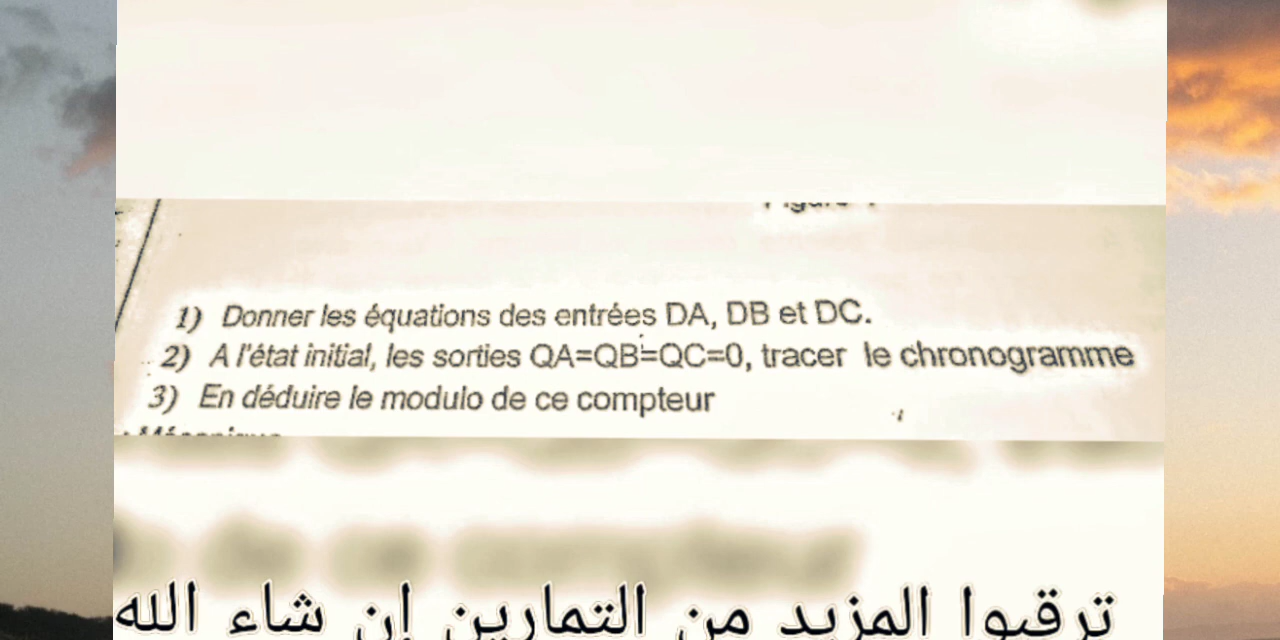 1) Donner les équations des entrées DA, DB et DC.
2) A l'état initial, les sorties QA=QB=QC=0, tracer le chronogramme
3) En déduire le modulo de ce compteur
ترقبوا المزيد من التمارين إن شاء الله